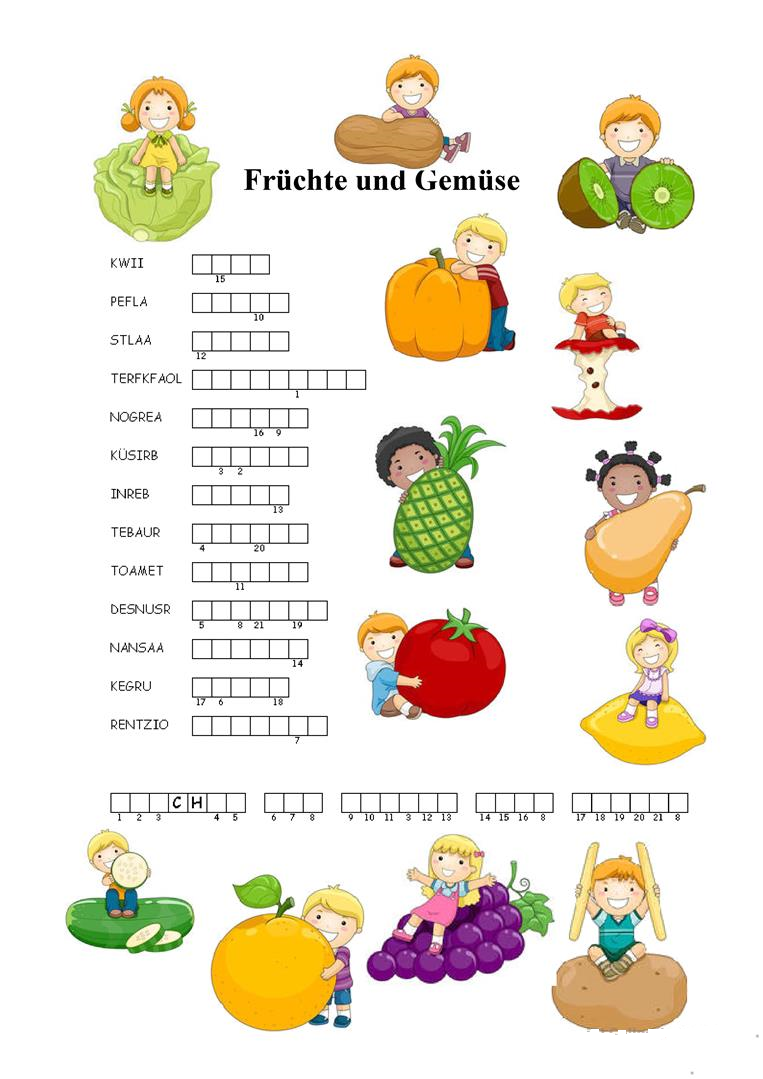 Früchte und Gemüse
KWII
15
PEFLA
10
STLAA
12
TERFKFAOL
1
NOGREA
16 9
KÜSIRB
3 2
INREB
13
TEBAUR
4 20
TOAMET
11
DESNUSR
5 8 21 19
NANSAA
14
KEGRU
17 6 18
RENTZIO
7
C H
1 2 3 4 5 6 7 8 9 10 11 3 12 13 14 15 16 8 17 18 19 20 21 8